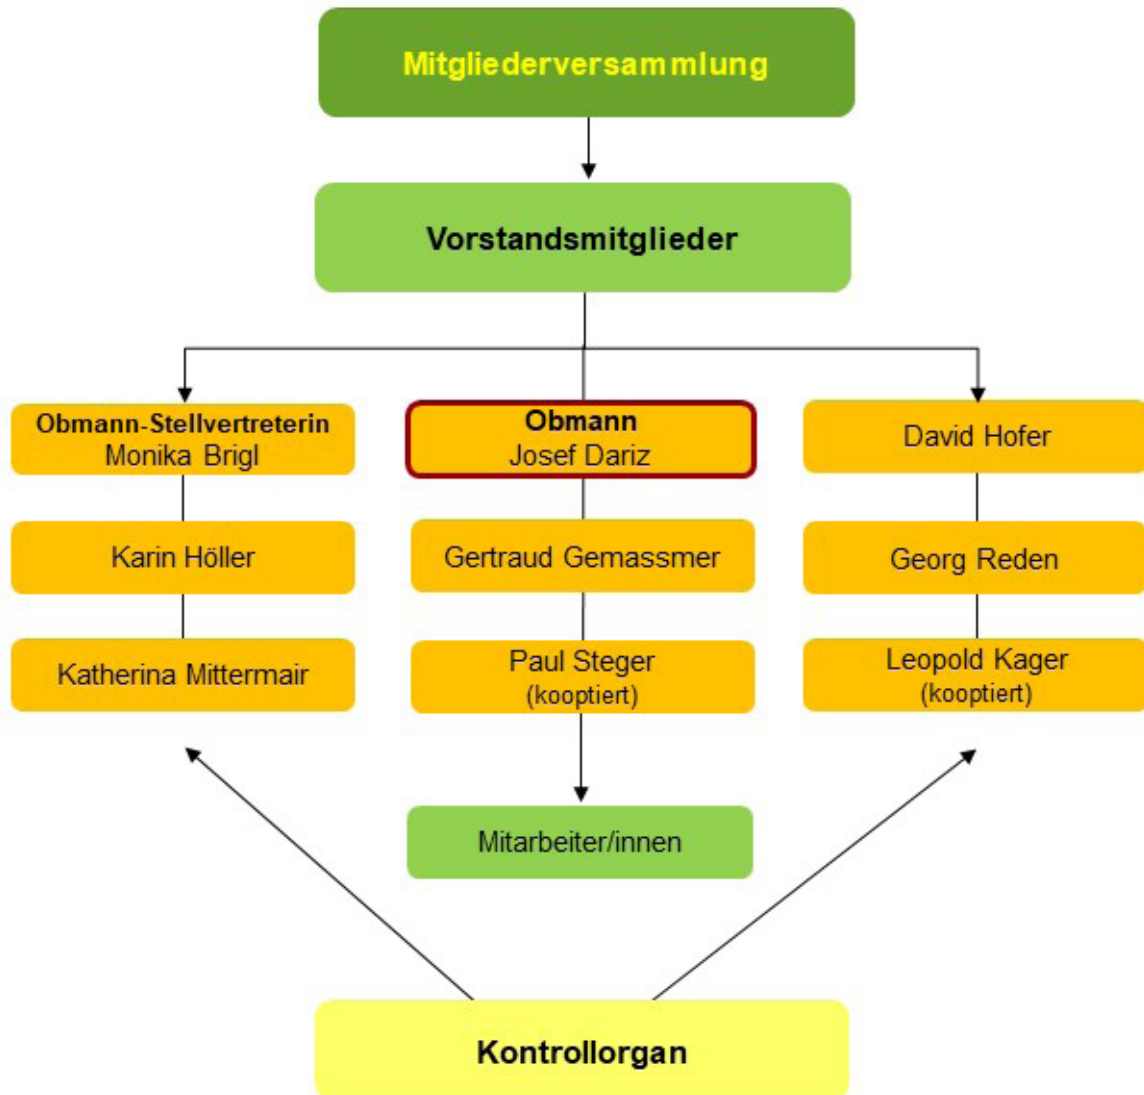 Mitgliederversammlung
Vorstandsmitglieder
Obmann-Stellvertreterin
Monika Brigl
Obmann
Josef Dariz
David Hofer
Karin Höller
Gertraud Gemassmer
Georg Reden
Katherina Mittermair
Paul Steger
(kooptiert)
Leopold Kager
(kooptiert)
Mitarbeiter/innen
Kontrollorgan